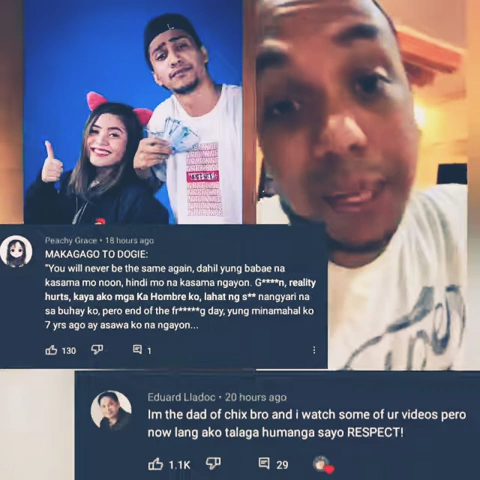 Peachy Grace • 18 hours ago
MAKAGAGO TO DOGIE:
"You will never be the same again, dahil yung babae na
kasama mo noon, hindi mo na kasama ngayon. G****n, reality
hurts, kaya ako mga Ka Hombre ko, lahat ng s** nangyari na
sa buhay ko, pero end of the fr*****g day, yung minamahal ko
7 yrs ago ay asawa ko na ngayon...
130
1
Eduard Lladoc • 20 hours ago
Im the dad of chix bro and i watch some of ur videos pero
now lang ako talaga humanga sayo RESPECT!
1.1K
29